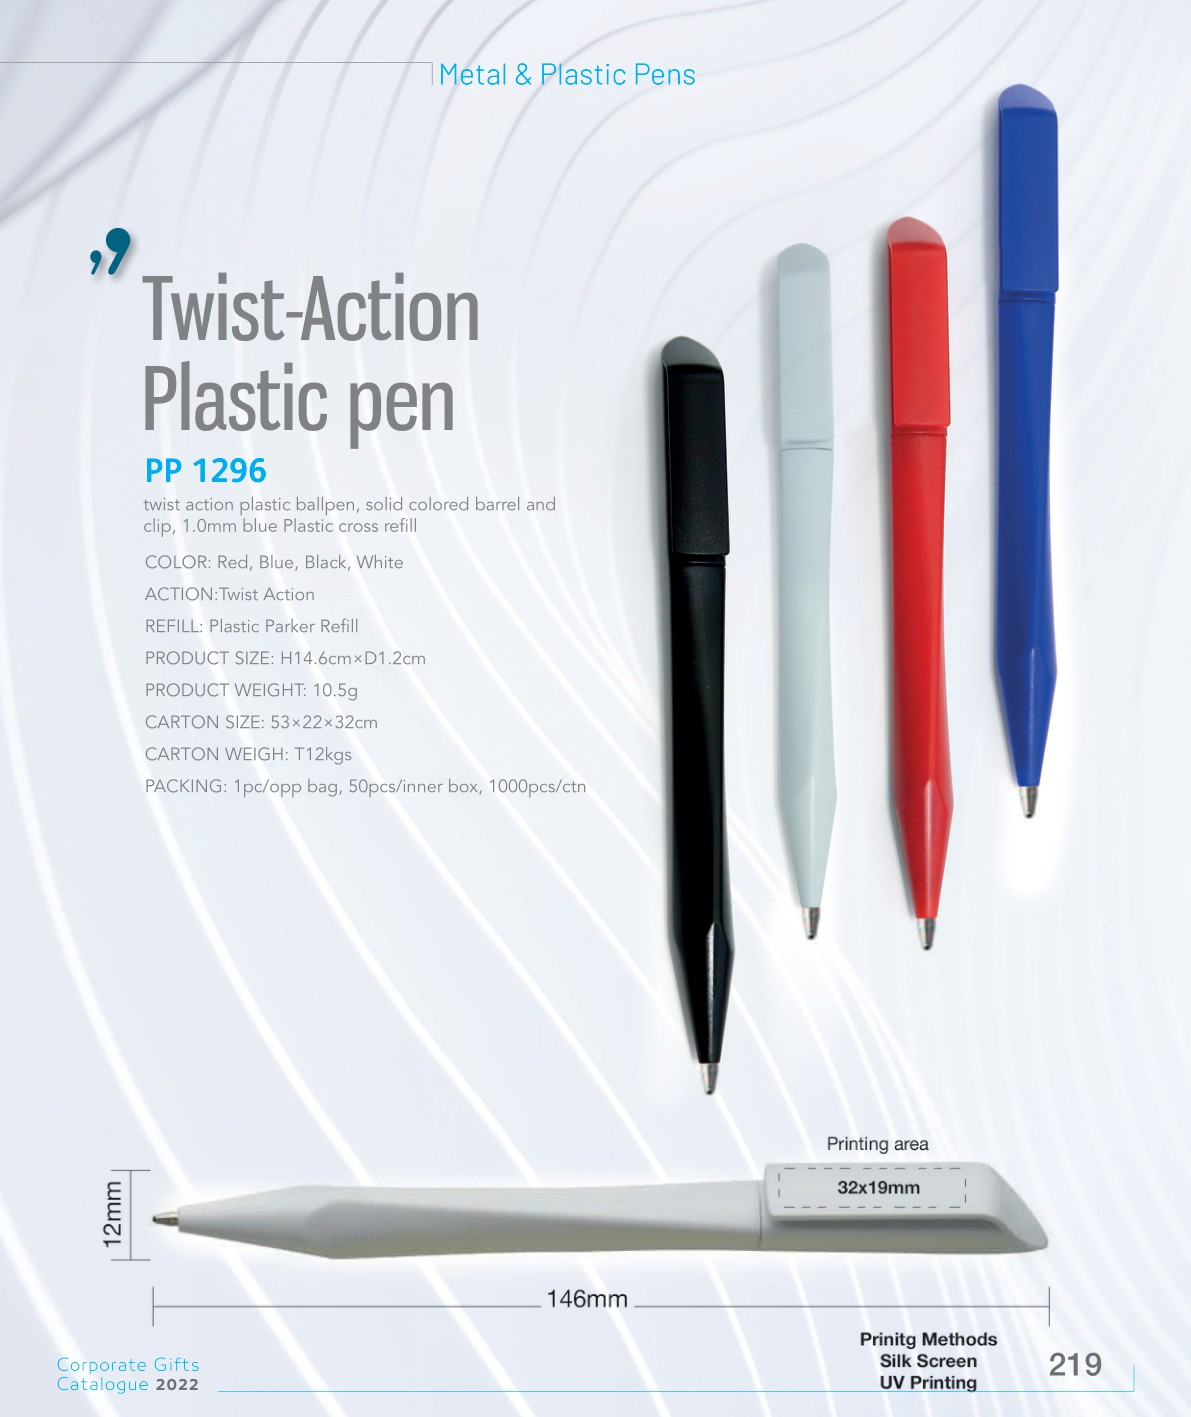 Metal & Plastic Pens
Twist-Action
Plastic pen
PP 1296
twist action plastic ballpen, solid colored barrel and
clip, 1.0mm blue Plastic cross refill
COLOR: Red, Blue, Black, White
ACTION:Twist Action
REFILL: Plastic Parker Refill
PRODUCT SIZE: H14.6cm×D1.2cm
PRODUCT WEIGHT: 10.5g
CARTON SIZE: 53×22×32cm
CARTON WEIGH: T12kgs
PACKING: 1pc/opp bag, 50pcs/inner box, 1000pcs/ctn
Printing area
32x19mm
12mm
146mm
Prinitg Methods
Silk Screen
UV Printing
219
Corporate Gifts
Catalogue 2022